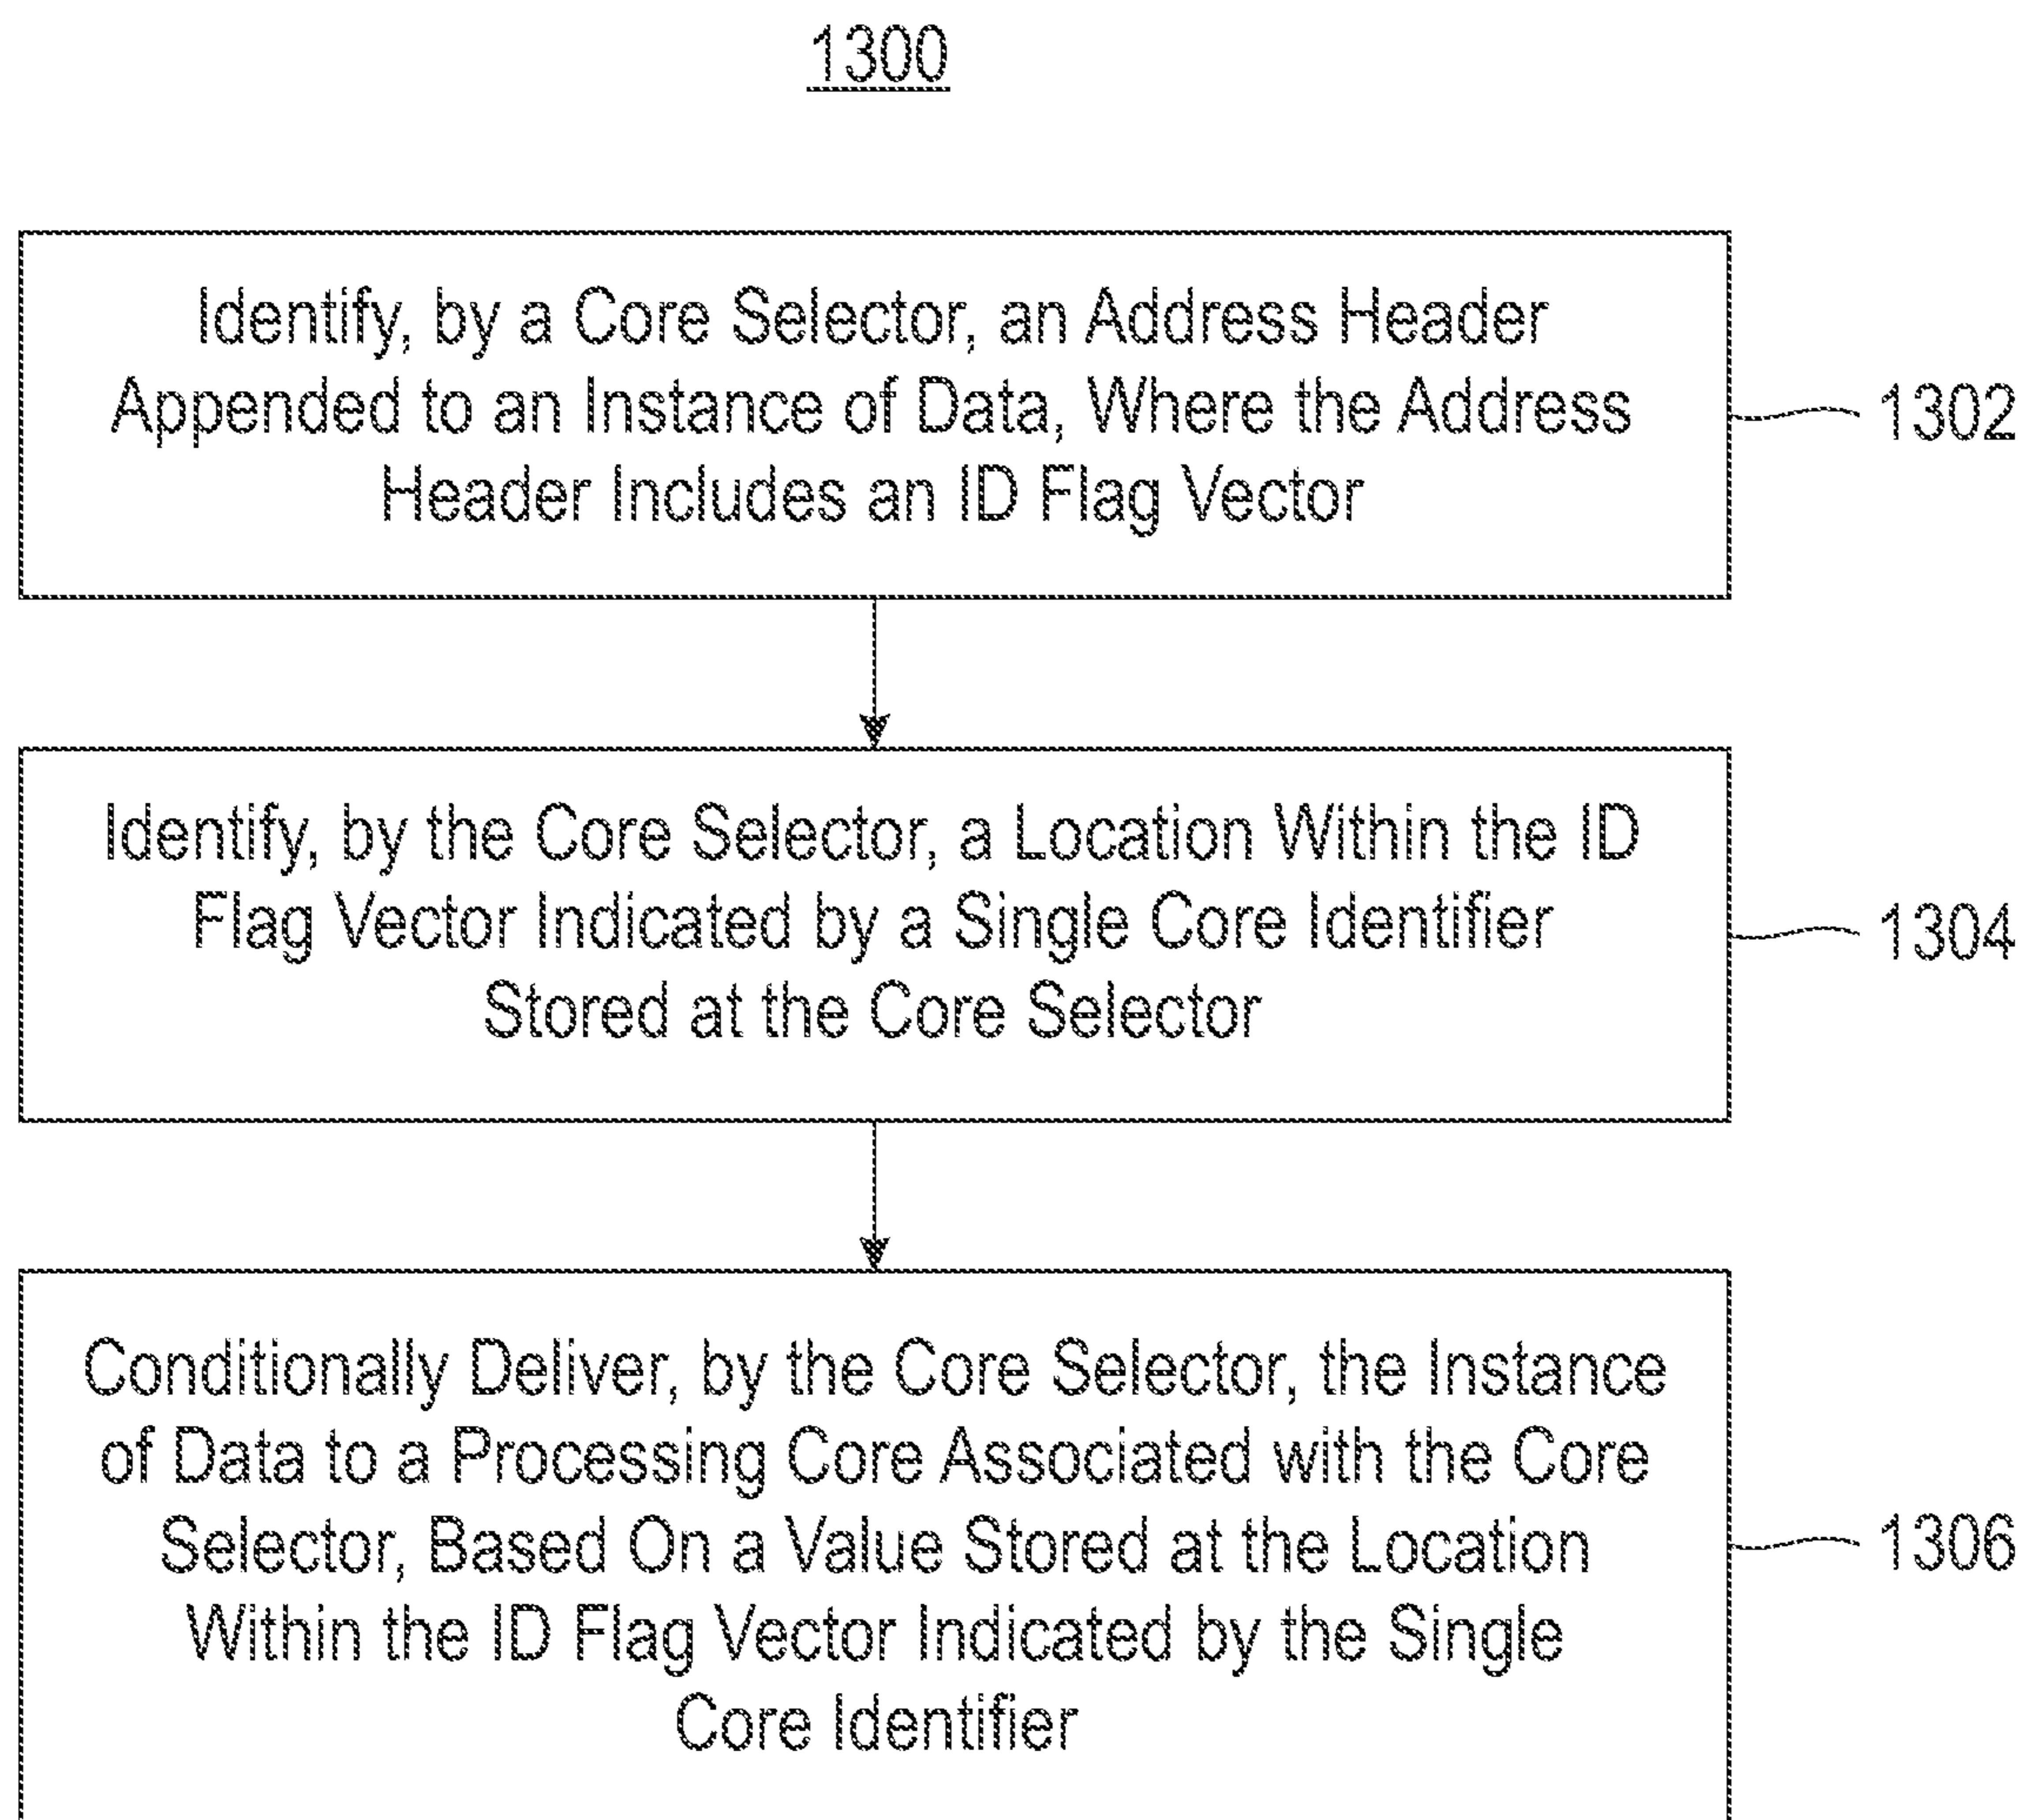 1300
Identify, by a Core Selector, an Address Header
Appended to an Instance of Data, Where the Address
Header Includes an ID Flag Vector
1302
Identify, by the Core Selector, a Location Within the ID
Flag Vector Indicated by a Single Core Identifier
Stored at the Core Selector
1304
Conditionally Deliver, by the Core Selector, the Instance
of Data to a Processing Core Associated with the Core
Selector, Based On a Value Stored at the Location
Within the ID Flag Vector Indicated by the Single
Core Identifier
1306